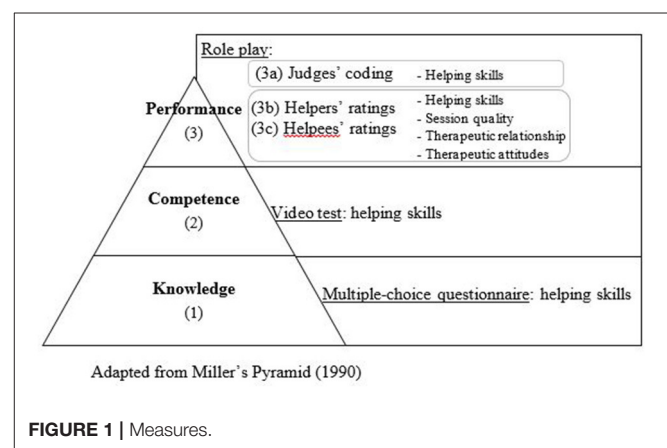 Role play:
(3a) Judges' coding - Helping skills
Performance (3b) Helpers' ratings - Helping skills
(3) (3c) Helpees' ratings - Session quality
- Therapeutic relationship
- Therapeutic attitudes
Competence
(2)
Video test: helping skills
Knowledge
(1)
Multiple-choice questionnaire: helping skills
Adapted from Miller's Pyramid (1990)
FIGURE 1 | Measures.